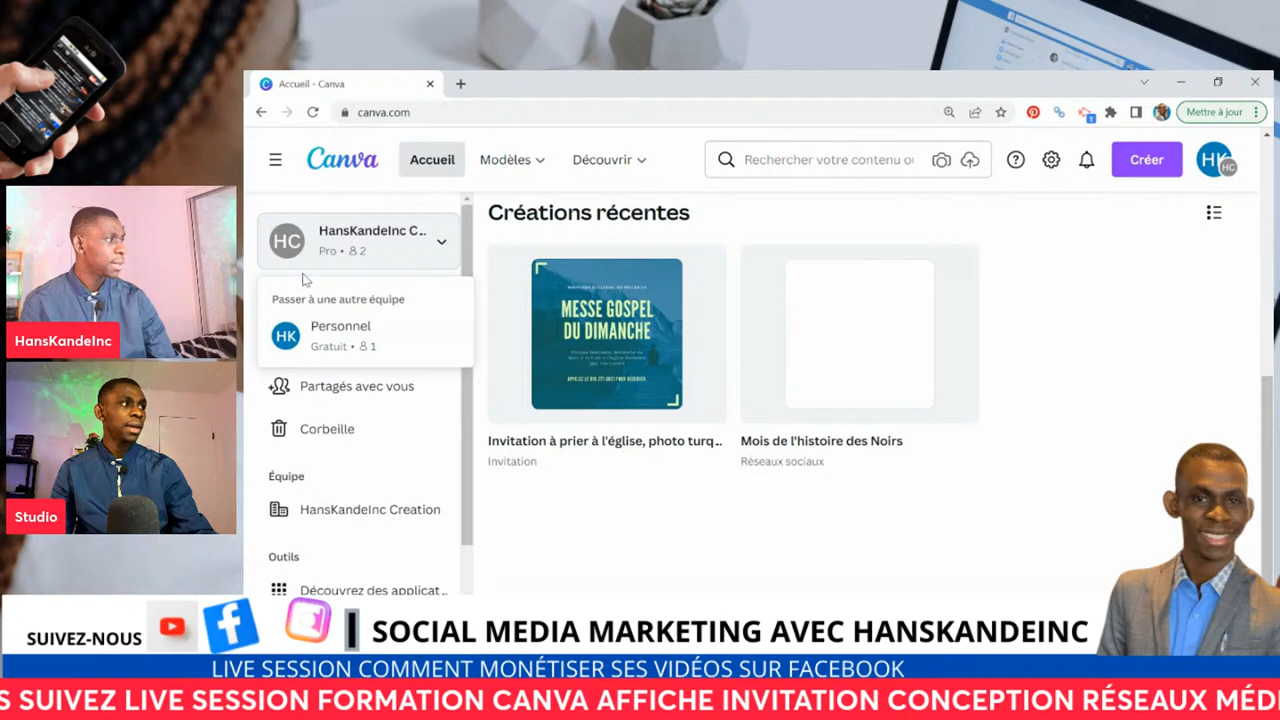 Accueil - Canva
canva.com
Mettre à jour
Canva
Accueil
Modèles
Découvrir
Rechercher votre contenu o
Créer
HK
HC
HC
HansKandeInc C...
Pro • 2
Passer à une autre équipe
HK
Personnel
Gratuit • 1
Partagés avec vous
Corbeille
Équipe
HansKandeInc Creation
Outils
Découvrez des applicat...
Créations récentes
MESSE GOSPEL
DU DIMANCHE
Invitation à prier à l'église, photo turq...
Invitation
Mois de l'histoire des Noirs
Réseaux sociaux
HansKandeInc
Studio
SUIVEZ-NOUS
SOCIAL MEDIA MARKETING AVEC HANSKANDEINC
LIVE SESSION COMMENT MONÉTISER SES VIDÉOS SUR FACEBOOK
S SUIVEZ LIVE SESSION FORMATION CANVA AFFICHE INVITATION CONCEPTION RÉSEAUX MÉD